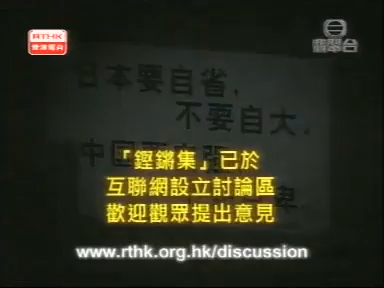 RTHK
香港電台
翡翠台
日本要自省,
不要自大,
「鏗鏘集」已於
互聯網設立討論區
歡迎觀眾提出意見
www.rthk.org.hk/discussion